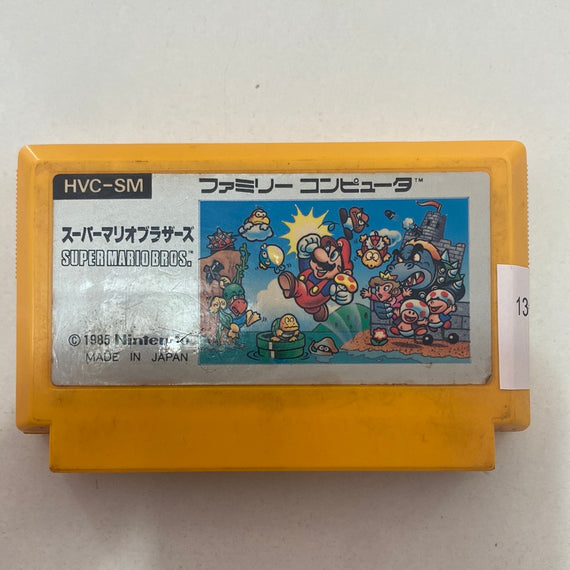 HVC-SM
ファミリー コンピュータ™
スーパーマリオブラザーズ
SUPER MARIO BROS.™
© 1985 Nintendo
MADE IN JAPAN
13